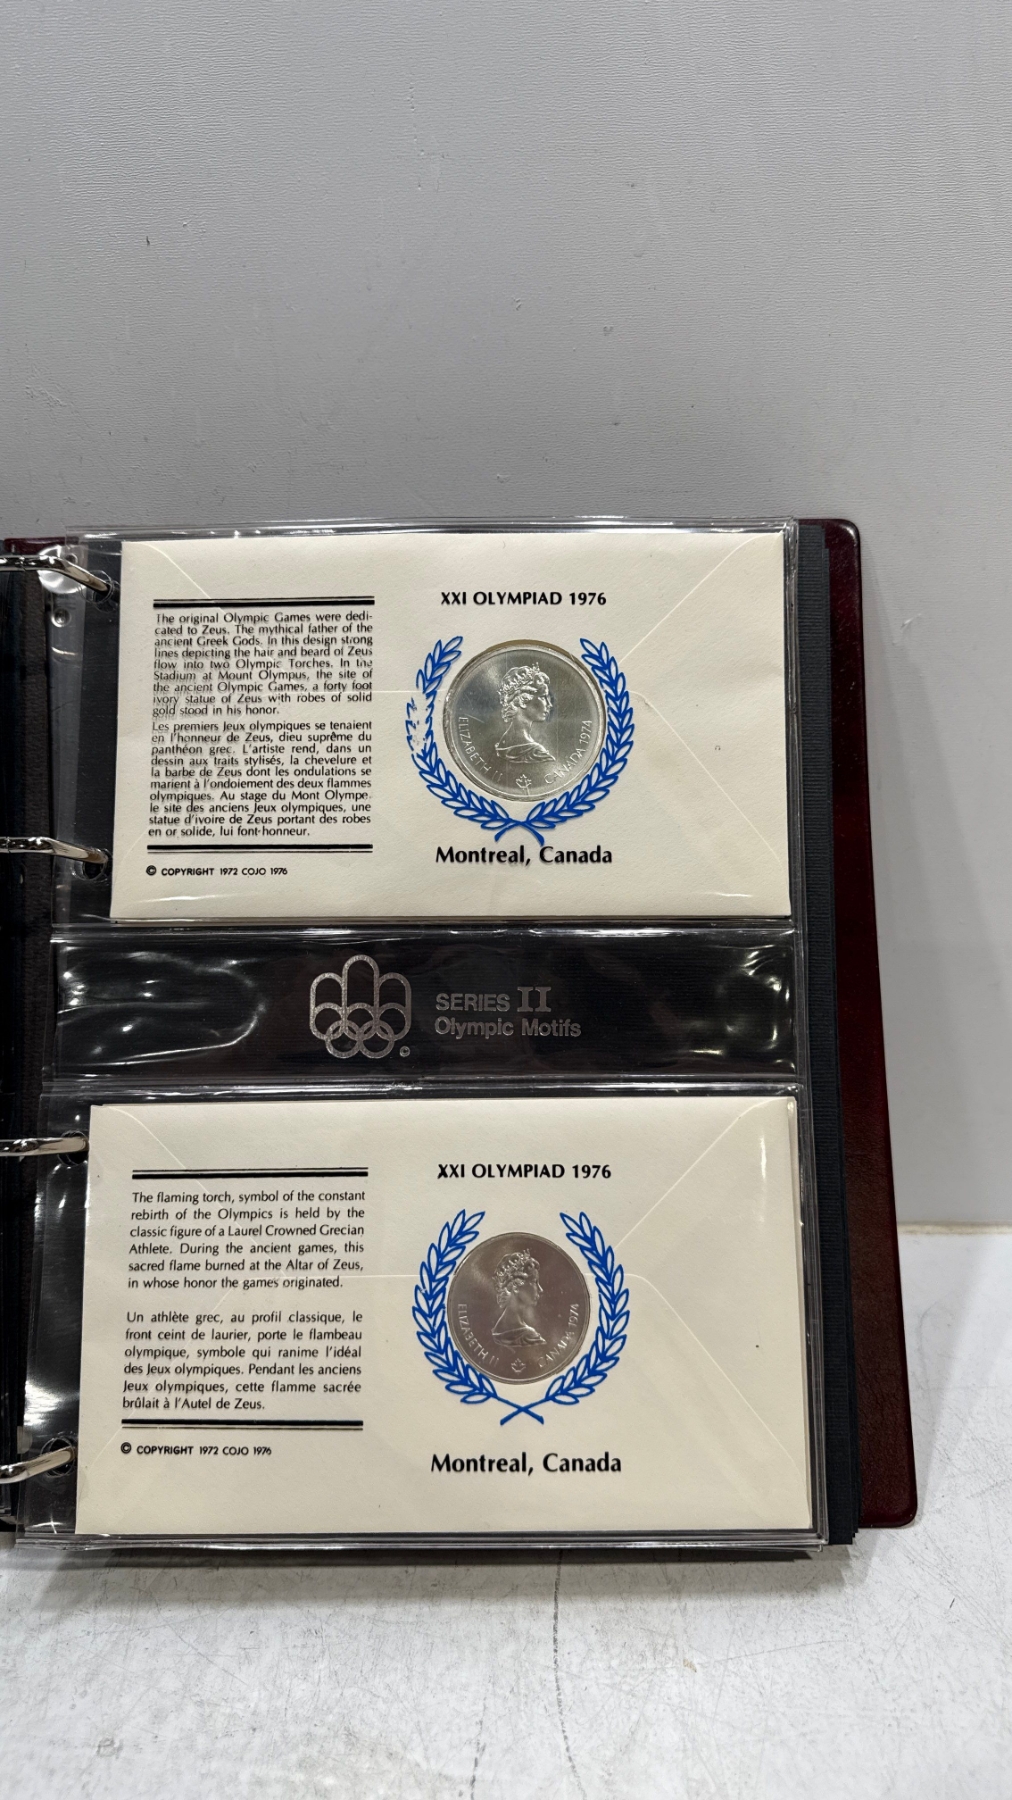 The original Olympic Games were dedi-
cated to Zeus. The mythical father of the
ancient Greek Gods. In this design strong
lines depicting the hair and beard of Zeus
flow into two Olympic Torches. In the
Stadium at Mount Olympus, the site of
the ancient Olympic Games, a forty foot
ivory statue of Zeus with robes of solid
gold stood in his honor.
Les premiers Jeux olympiques se tenaient
en l'honneur de Zeus, dieu suprême du
panthéon grec. L'artiste rend, dans un
dessin aux traits stylisés, la chevelure et
la barbe de Zeus dont les ondulations se
marient à l'ondoiement des deux flammes
olympiques. Au stage du Mont Olympe,
le site des anciens Jeux olympiques, une
statue d'ivoire de Zeus portant des robes
en or solide, lui font honneur.
© COPYRIGHT 1972 COJO 1976
XXI OLYMPIAD 1976
ELIZABETH II CANADA 1974
Montreal, Canada
SERIES II
Olympic Motifs
The flaming torch, symbol of the constant
rebirth of the Olympics is held by the
classic figure of a Laurel Crowned Grecian
Athlete. During the ancient games, this
sacred flame burned at the Altar of Zeus,
in whose honor the games originated.
Un athlète grec, au profil classique, le
front ceint de laurier, porte le flambeau
olympique, symbole qui ranime l'idéal
des Jeux olympiques. Pendant les anciens
Jeux olympiques, cette flamme sacrée
brûlait à l'Autel de Zeus.
© COPYRIGHT 1972 COJO 1976
XXI OLYMPIAD 1976
ELIZABETH II CANADA 1974
Montreal, Canada